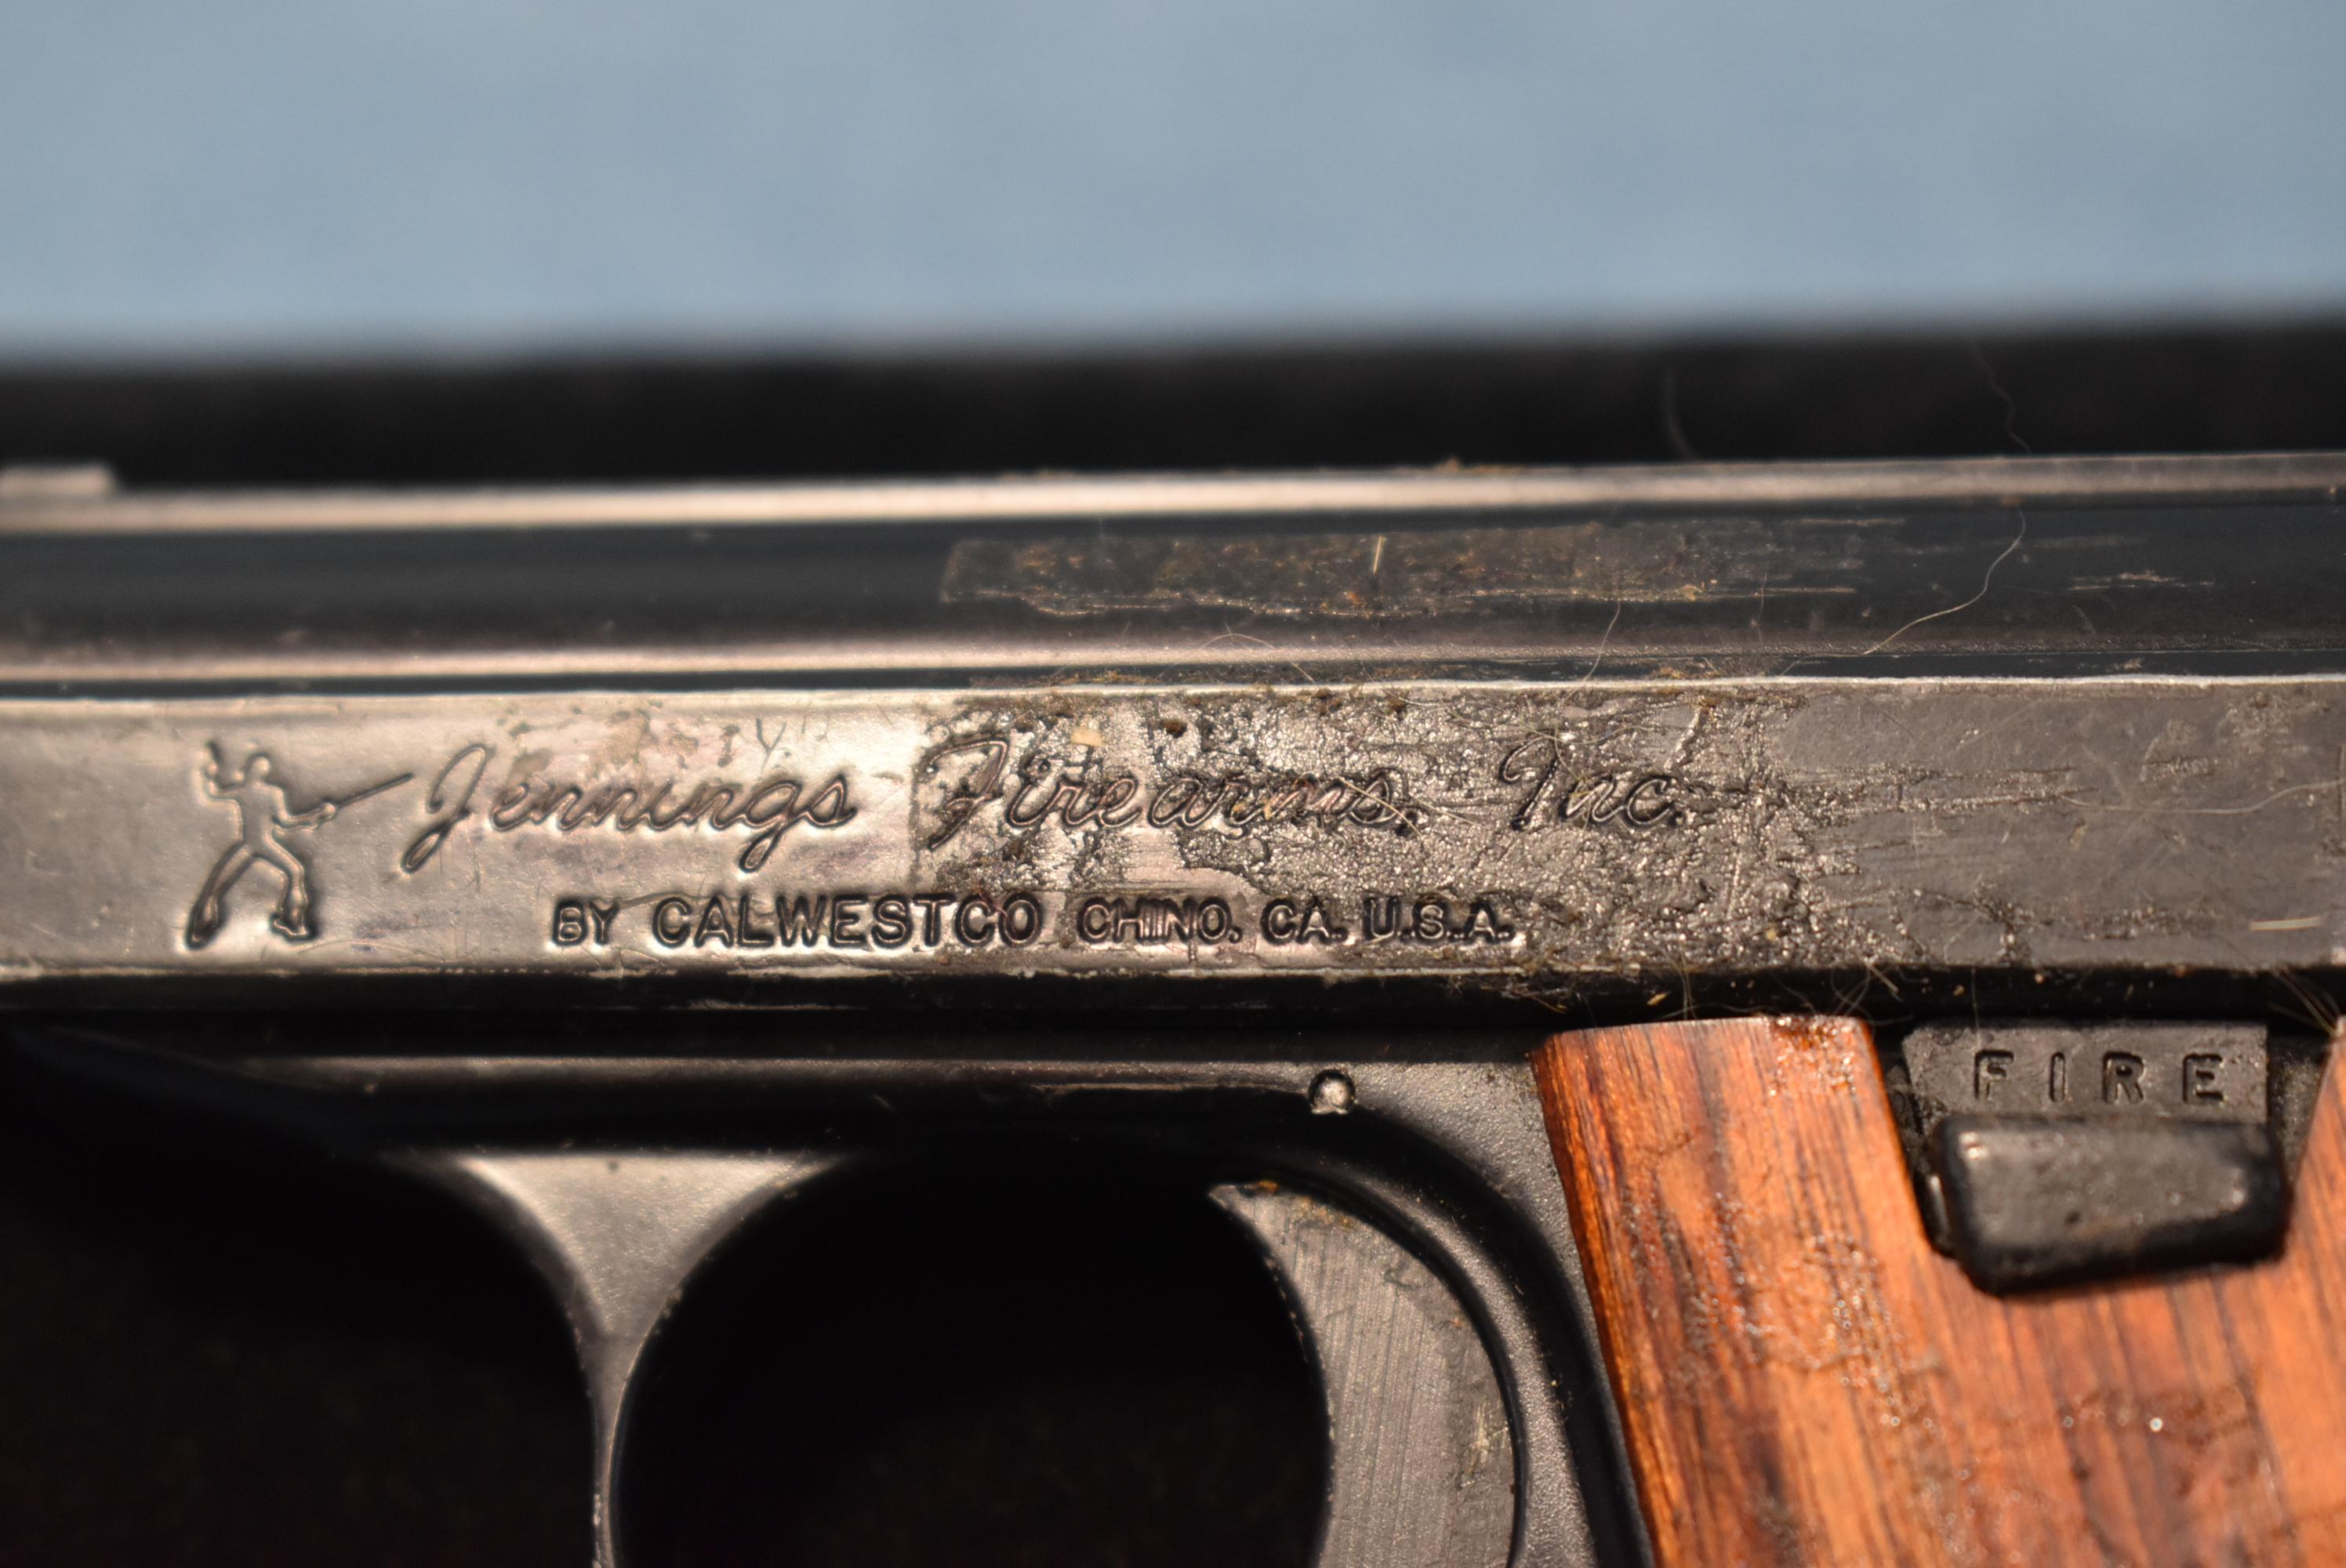 Jennings Firearms, Inc.
BY CALWESTCO CHINO. CA. U.S.A.
FIRE